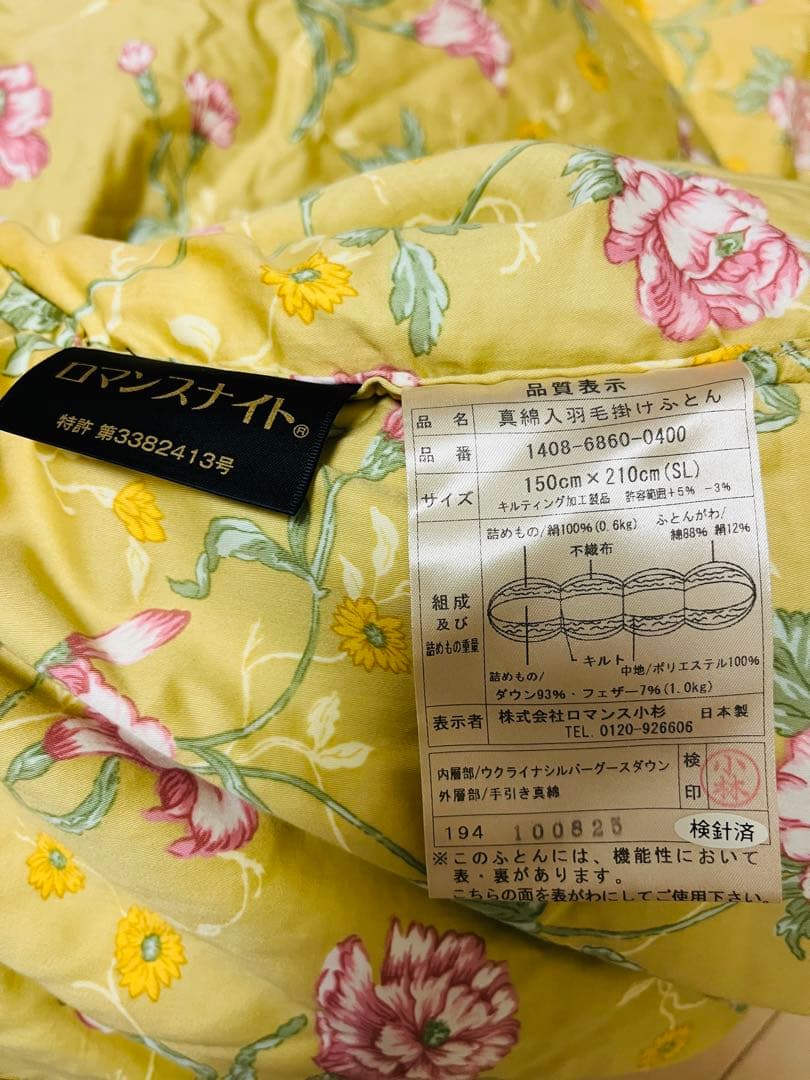 ロマンスナイト®
特許 第3382413号
品質表示
品名 真綿入羽毛掛けふとん
品番 1408-6860-0400
サイズ 150cm×210cm(SL)
キルティング加工製品 許容範囲+5% -3%
組成及び詰めもの重量
詰めもの/絹100%(0.6kg) ふとんがわ/綿88% 絹12%
不織布
キルト 中地/ポリエステル100%
詰めもの/ダウン93%・フェザー7%(1.0kg)
表示者 株式会社ロマンス小杉 日本製
TEL.0120-926606
内層部/ウクライナシルバーグースダウン
外層部/手引き真綿
検印 小林
194 100825 検針済
※このふとんには、機能性において
表・裏があります。
こちらの面を表がわにしてご使用下さい。